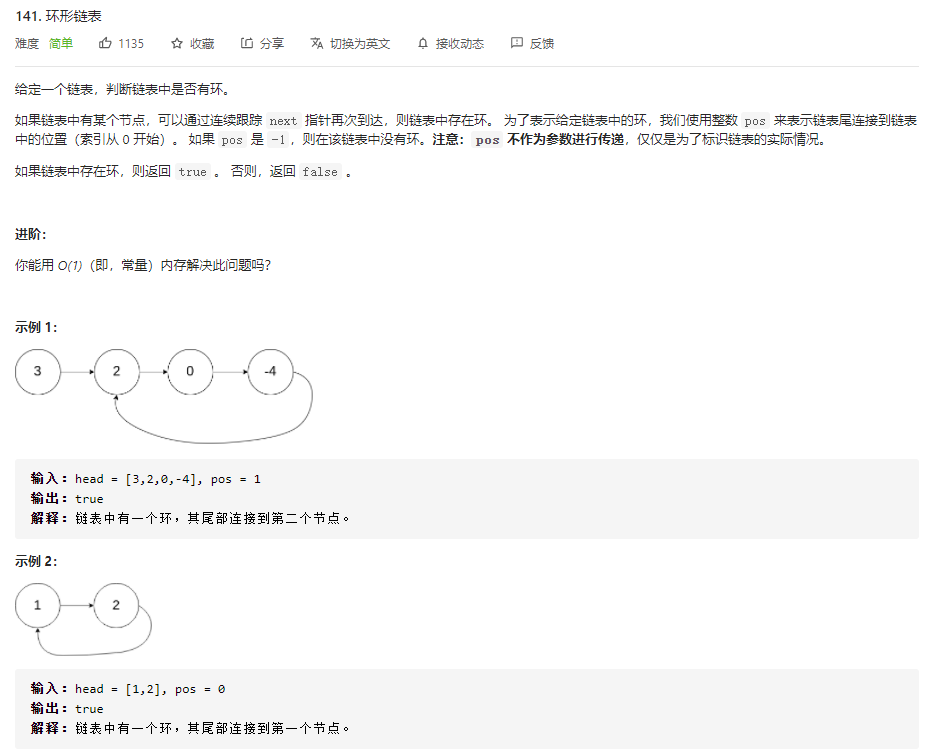 141. 环形链表
难度 简单 1135 收藏 分享 切换为英文 接收动态 反馈
给定一个链表，判断链表中是否有环。
如果链表中有某个节点，可以通过连续跟踪 next 指针再次到达，则链表中存在环。 为了表示给定链表中的环，我们使用整数 pos 来表示链表尾连接到链表
中的位置（索引从 0 开始）。 如果 pos 是 -1，则在该链表中没有环。注意：pos 不作为参数进行传递，仅仅是为了标识链表的实际情况。
如果链表中存在环，则返回 true 。 否则，返回 false 。
进阶：
你能用 O(1)（即，常量）内存解决此问题吗？
示例 1：
3 2 0 -4
输入：head = [3,2,0,-4], pos = 1
输出：true
解释：链表中有一个环，其尾部连接到第二个节点。
示例 2：
1 2
输入：head = [1,2], pos = 0
输出：true
解释：链表中有一个环，其尾部连接到第一个节点。